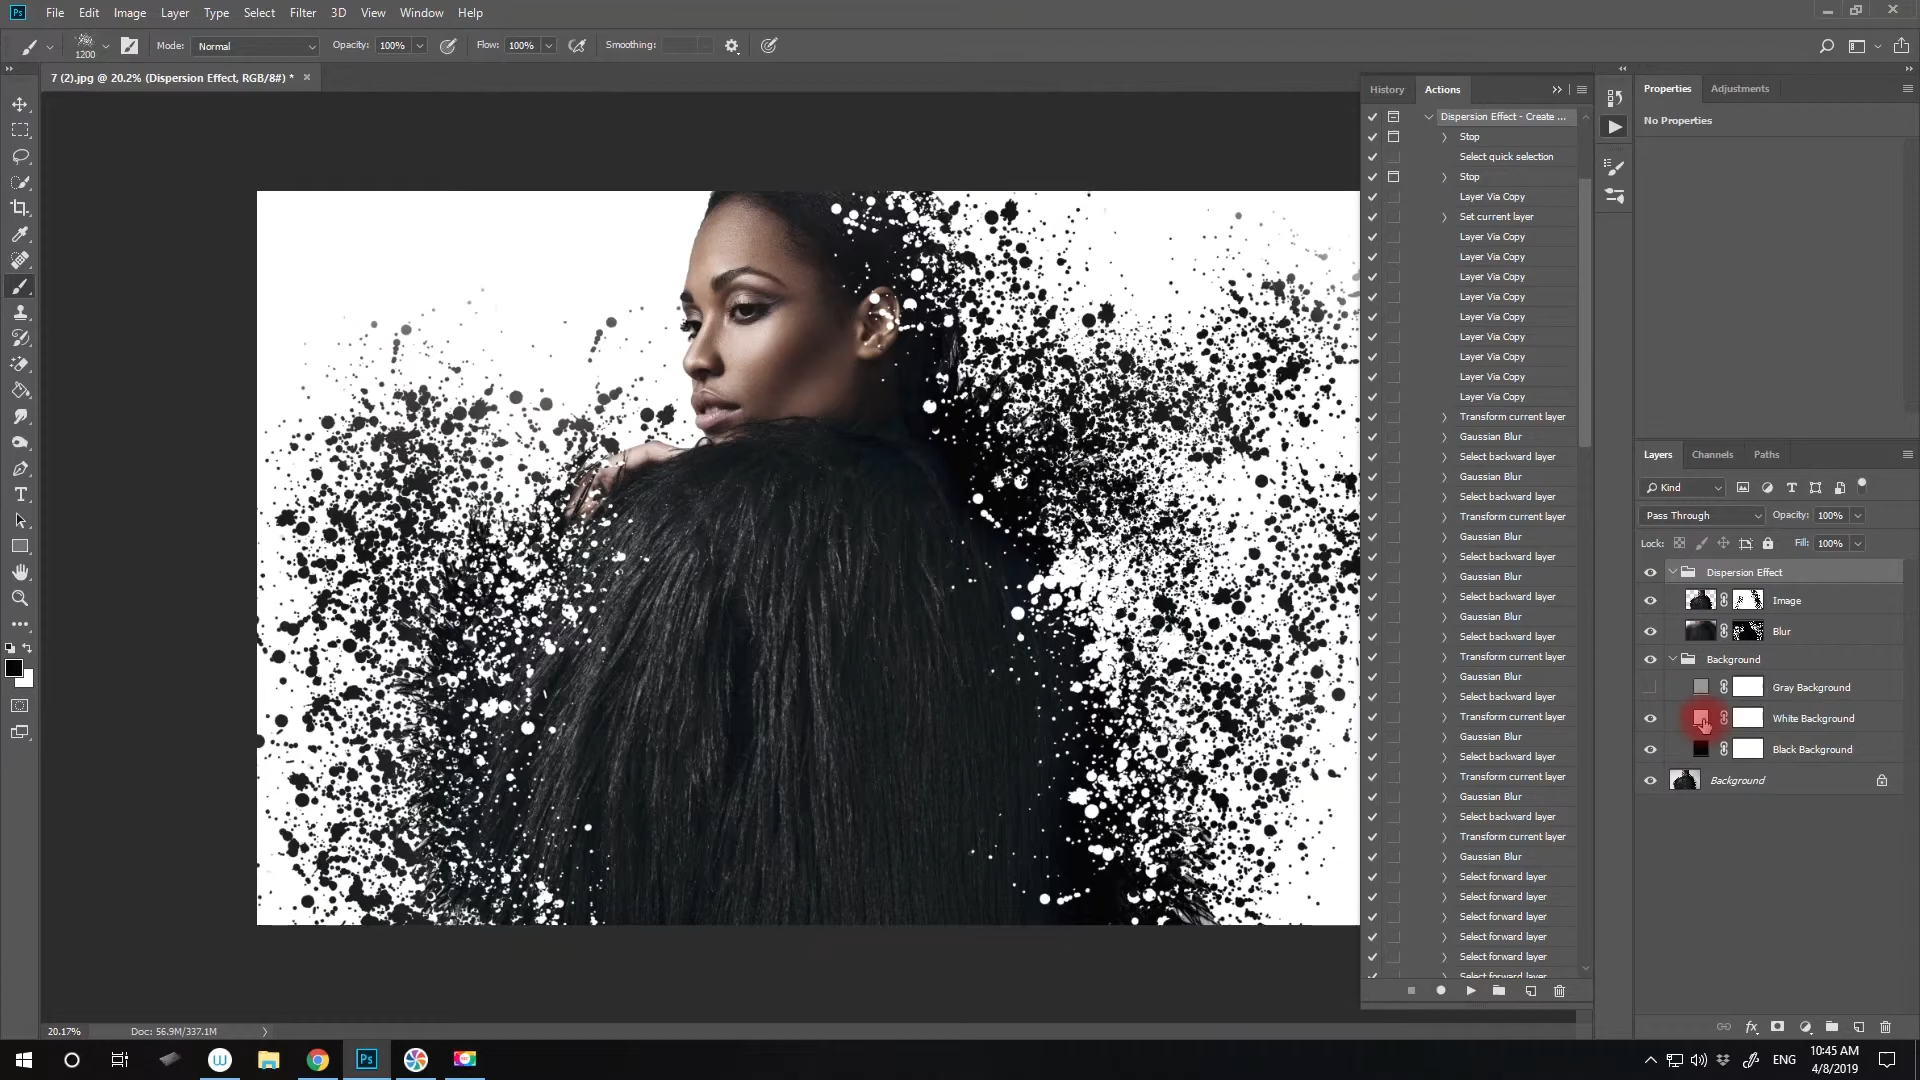 Ps File Edit Image Layer Type Select Filter 3D View Window Help
1200 Mode: Normal Opacity: 100% Flow: 100% Smoothing:
7 (2).jpg @ 20.2% (Dispersion Effect, RGB/8#) * ×
History Actions
Dispersion Effect - Create ...
Stop
Select quick selection
Stop
Layer Via Copy
Set current layer
Layer Via Copy
Layer Via Copy
Layer Via Copy
Layer Via Copy
Layer Via Copy
Layer Via Copy
Layer Via Copy
Layer Via Copy
Layer Via Copy
Transform current layer
Gaussian Blur
Select backward layer
Gaussian Blur
Select backward layer
Transform current layer
Gaussian Blur
Select backward layer
Gaussian Blur
Select backward layer
Gaussian Blur
Select backward layer
Transform current layer
Gaussian Blur
Select backward layer
Transform current layer
Gaussian Blur
Select backward layer
Transform current layer
Gaussian Blur
Select backward layer
Transform current layer
Gaussian Blur
Select forward layer
Select forward layer
Select forward layer
Select forward layer
Select forward layer
Select forward layer
Properties Adjustments
No Properties
Layers Channels Paths
Kind
Pass Through Opacity: 100%
Lock: Fill: 100%
Dispersion Effect
Image
Blur
Background
Gray Background
White Background
Black Background
Background
20.17% Doc: 56.9M/337.1M
Ps
ENG
10:45 AM
4/8/2019